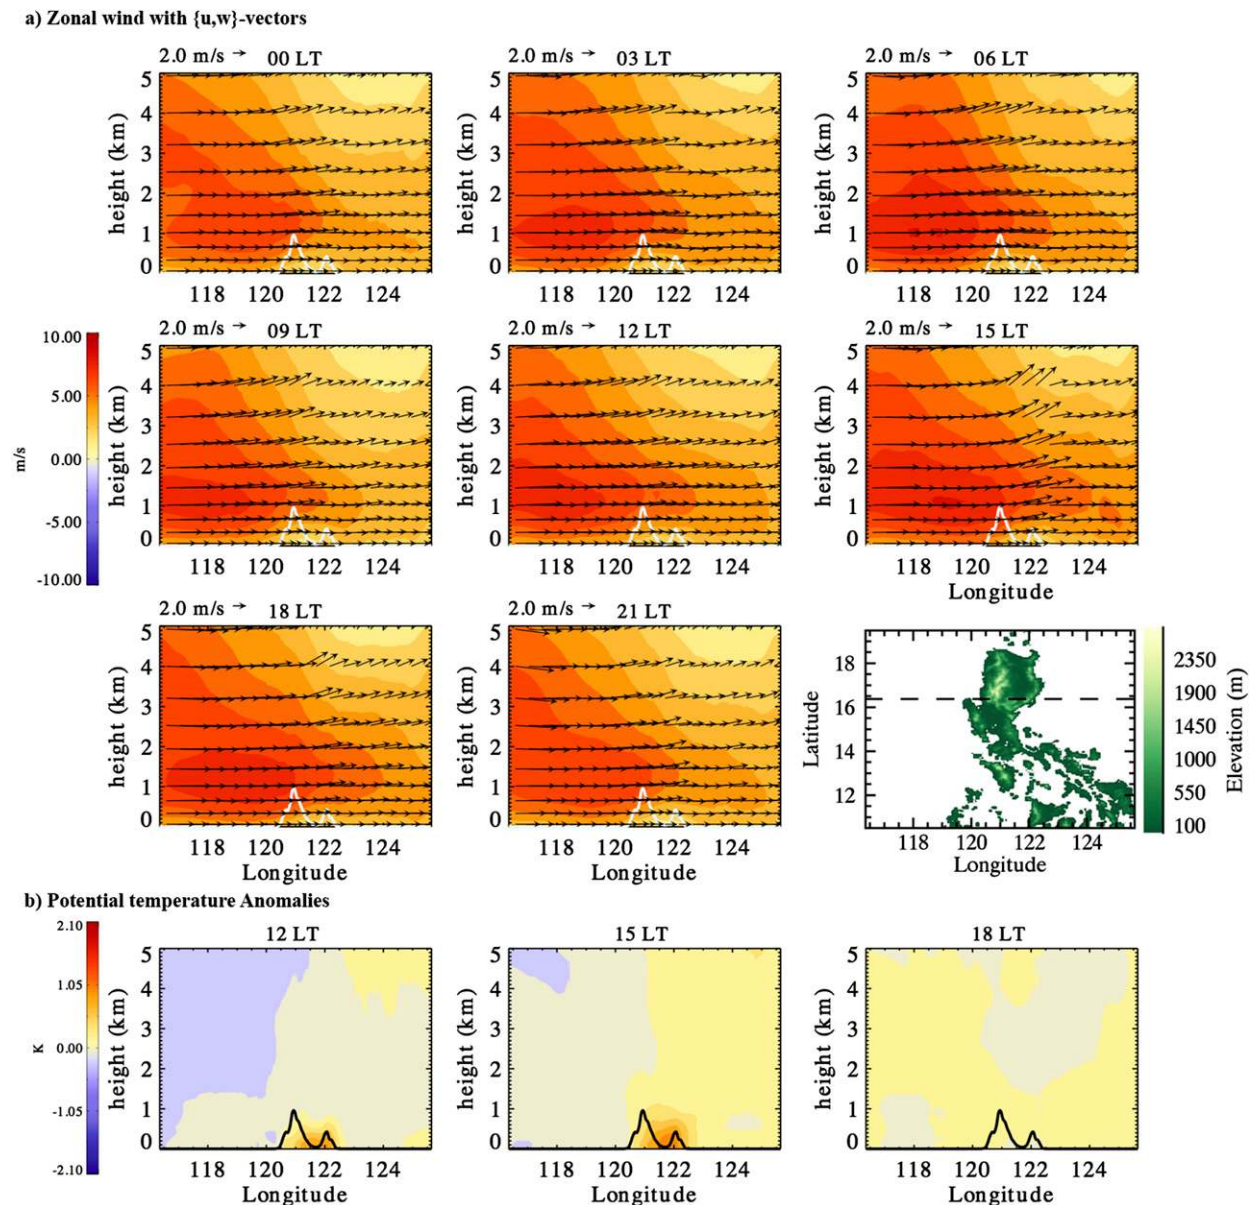 a) Zonal wind with {u,w}-vectors
2.0 m/s → 00 LT
2.0 m/s → 03 LT
2.0 m/s → 06 LT
height (km)
5
4
3
2
1
0
118 120 122 124
height (km)
5
4
3
2
1
0
118 120 122 124
height (km)
5
4
3
2
1
0
118 120 122 124
m/s
10.00
5.00
0.00
-5.00
-10.00
2.0 m/s → 09 LT
2.0 m/s → 12 LT
2.0 m/s → 15 LT
height (km)
5
4
3
2
1
0
118 120 122 124
height (km)
5
4
3
2
1
0
118 120 122 124
height (km)
5
4
3
2
1
0
118 120 122 124
Longitude
2.0 m/s → 18 LT
2.0 m/s → 21 LT
height (km)
5
4
3
2
1
0
118 120 122 124
Longitude
height (km)
5
4
3
2
1
0
118 120 122 124
Longitude
Latitude
18
16
14
12
118 120 122 124
Longitude
2350
1900
1450
1000
550
100
Elevation (m)
b) Potential temperature Anomalies
K
2.10
1.05
0.00
-1.05
-2.10
12 LT
15 LT
18 LT
height (km)
5
4
3
2
1
0
118 120 122 124
Longitude
height (km)
5
4
3
2
1
0
118 120 122 124
Longitude
height (km)
5
4
3
2
1
0
118 120 122 124
Longitude